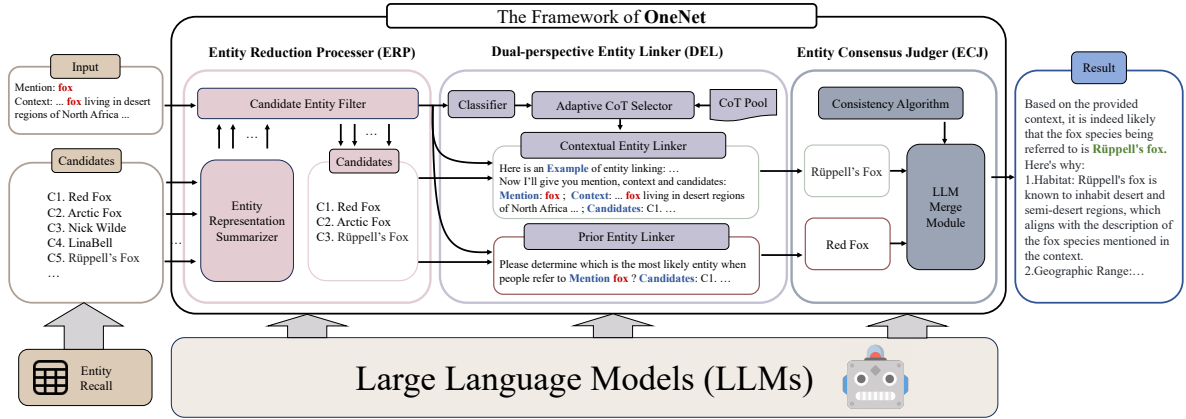 The Framework of OneNet
Input
Mention: fox
Context: ... fox living in desert
regions of North Africa ...
Candidates
C1. Red Fox
C2. Arctic Fox
C3. Nick Wilde
C4. LinaBell
C5. Rüppell's Fox
...
...
Entity
Recall
Entity Reduction Processer (ERP)
Candidate Entity Filter
...
...
Entity
Representation
Summarizer
Candidates
C1. Red Fox
C2. Arctic Fox
C3. Rüppell's Fox
Dual-perspective Entity Linker (DEL)
Classifier
Adaptive CoT Selector
CoT Pool
Contextual Entity Linker
Here is an Example of entity linking: ...
Now I'll give you mention, context and candidates:
Mention: fox ; Context: ... fox living in desert regions
of North Africa ... ; Candidates: C1. ...
Prior Entity Linker
Please determine which is the most likely entity when
people refer to Mention fox ? Candidates: C1. ...
Entity Consensus Judger (ECJ)
Consistency Algorithm
Rüppell's Fox
Red Fox
LLM
Merge
Module
Result
Based on the provided
context, it is indeed likely
that the fox species being
referred to is Rüppell's fox.
Here's why:
1.Habitat: Rüppell's fox is
known to inhabit desert and
semi-desert regions, which
aligns with the description of
the fox species mentioned in
the context.
2.Geographic Range:...
Large Language Models (LLMs)